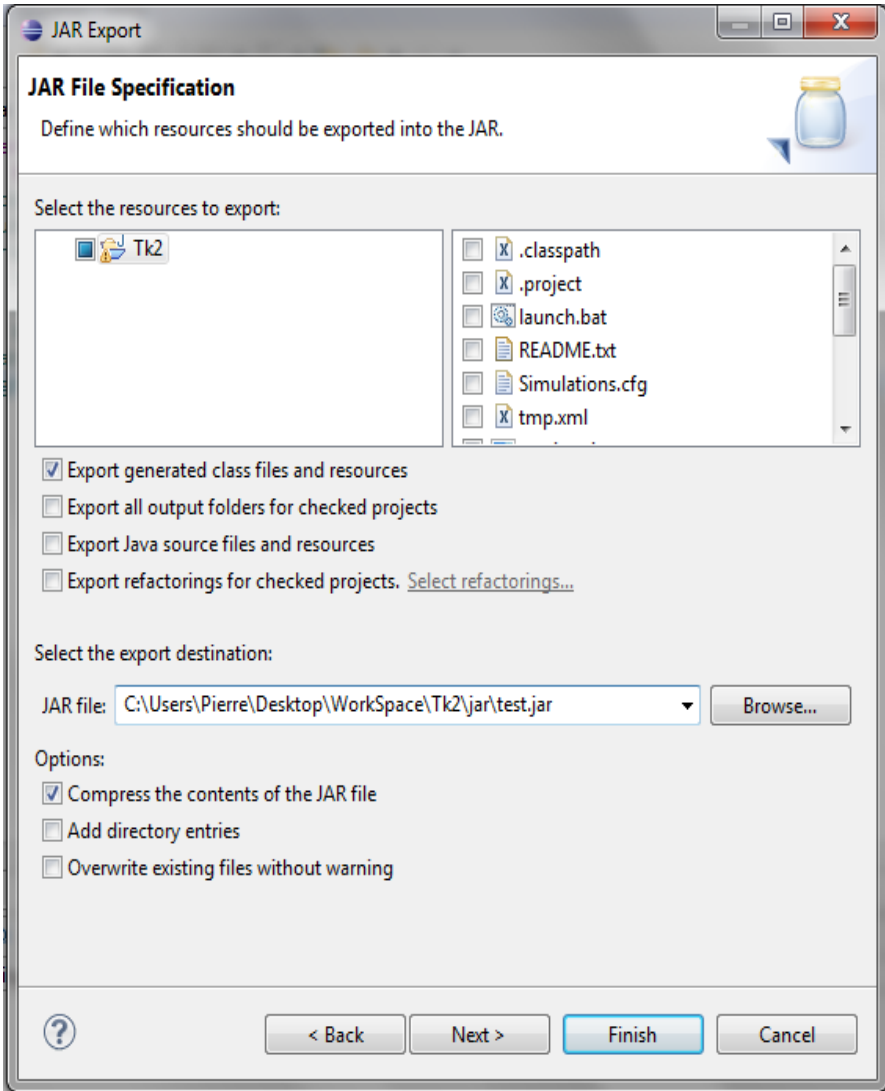 JAR Export
JAR File Specification
Define which resources should be exported into the JAR.
Select the resources to export:
Tk2
.classpath
.project
launch.bat
README.txt
Simulations.cfg
tmp.xml
Export generated class files and resources
Export all output folders for checked projects
Export Java source files and resources
Export refactorings for checked projects. Select refactorings...
Select the export destination:
JAR file: C:\Users\Pierre\Desktop\WorkSpace\Tk2\jar\test.jar Browse...
Options:
Compress the contents of the JAR file
Add directory entries
Overwrite existing files without warning
< Back Next > Finish Cancel